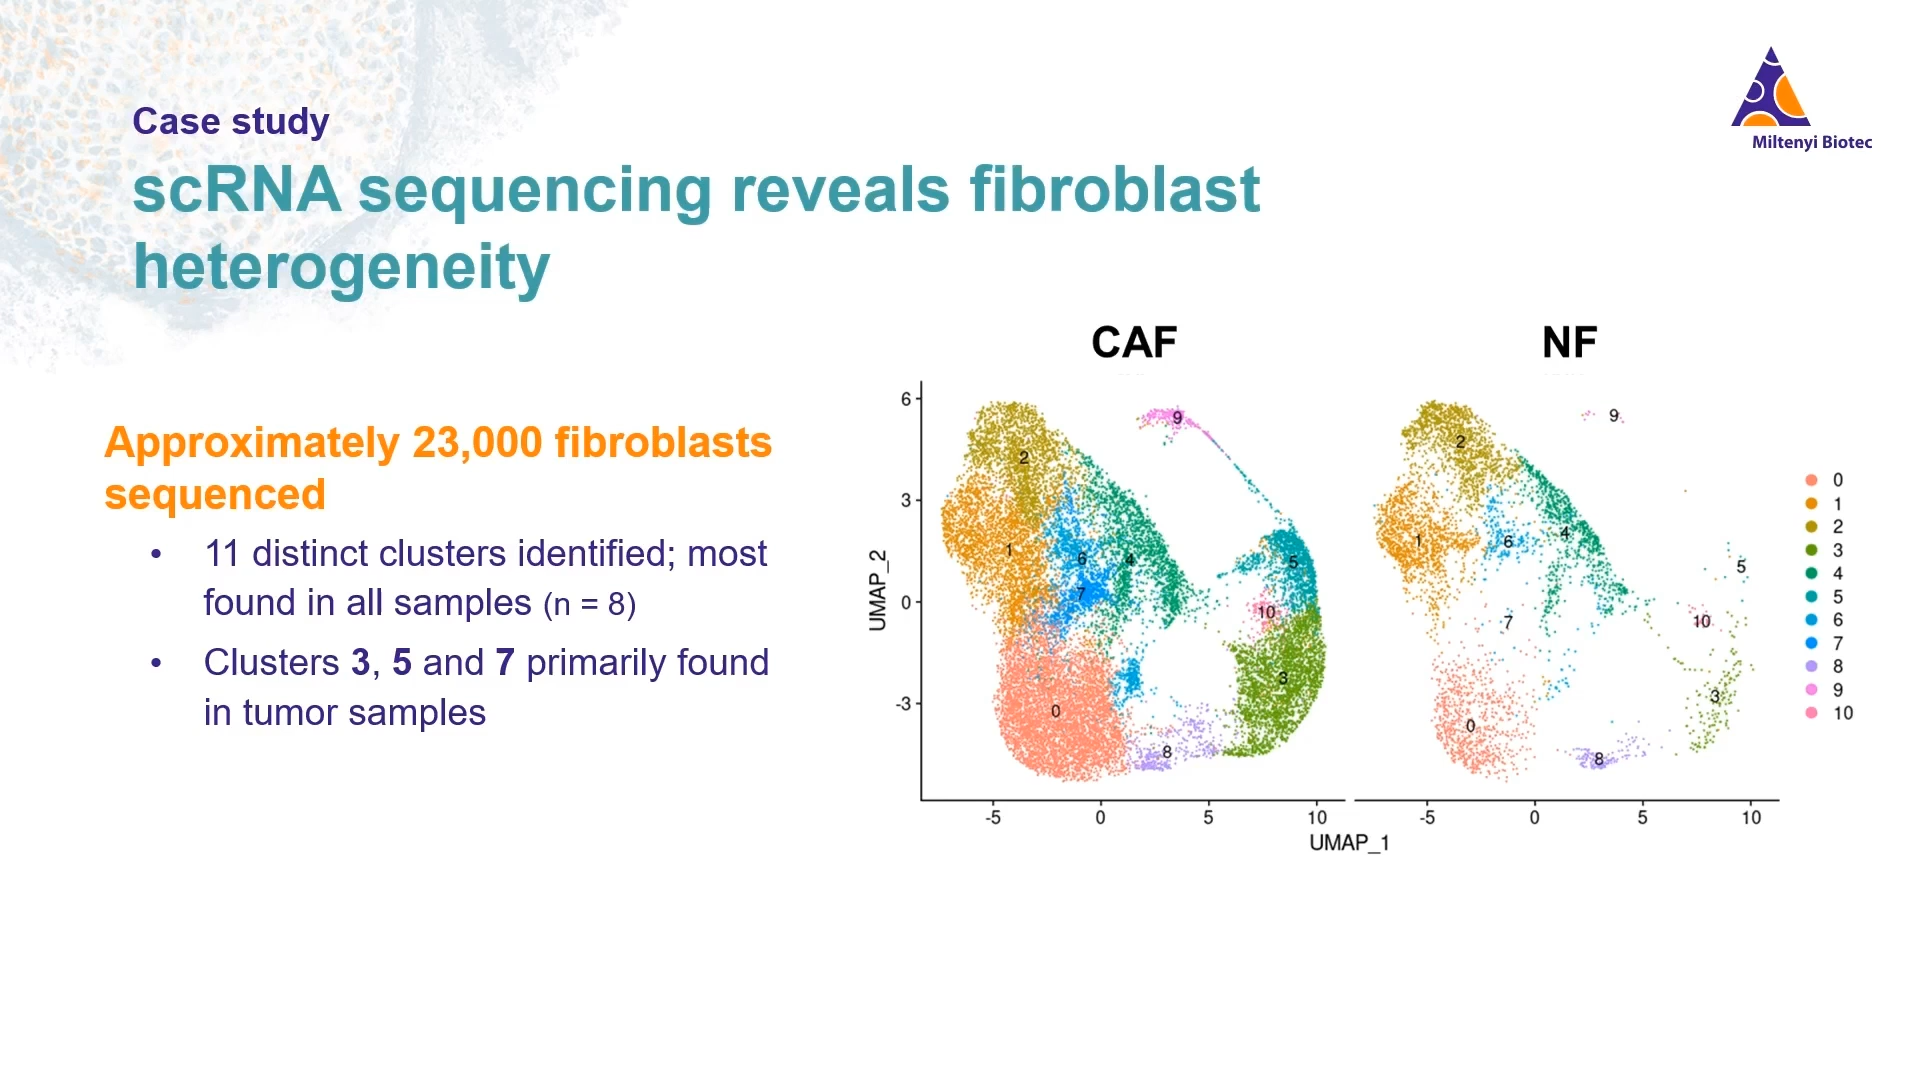 Case study
scRNA sequencing reveals fibroblast
heterogeneity
Miltenyi Biotec
Approximately 23,000 fibroblasts
sequenced
• 11 distinct clusters identified; most
found in all samples (n = 8)
• Clusters 3, 5 and 7 primarily found
in tumor samples
CAF
NF
6
3
0
-3
UMAP_2
9
2
1
6
4
7
5
10
3
0
8
9
2
1
6
4
5
7
10
3
0
8
-5 0 5 10
-5 0 5 10
UMAP_1
0
1
2
3
4
5
6
7
8
9
10